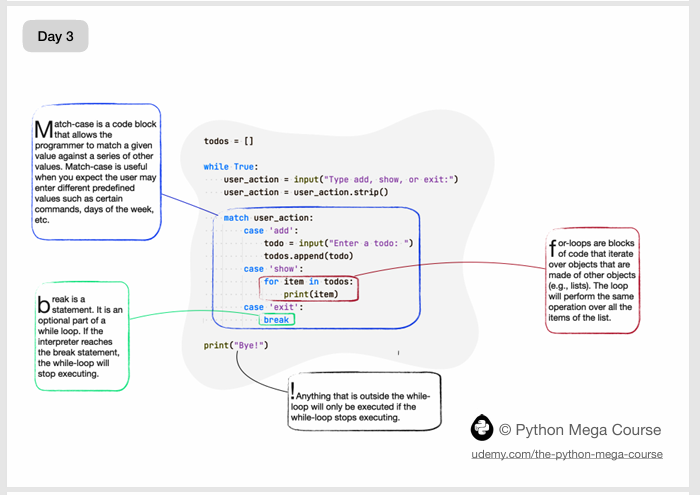 Day 3
Match-case is a code block
that allows the
programmer to match a given
value against a series of other
values. Match-case is useful
when you expect the user may
enter different predefined
values such as certain
commands, days of the week,
etc.
todos = []
while True:
user_action = input("Type add, show, or exit:")
user_action = user_action.strip()
match user_action:
case 'add':
todo = input("Enter a todo: ")
todos.append(todo)
case 'show':
for item in todos:
print(item)
case 'exit':
break
print("Bye!")
for-loops are blocks
of code that iterate
over objects that are
made of other objects
(e.g., lists). The loop
will perform the same
operation over all the
items of the list.
break is a
statement. It is an
optional part of a
while loop. If the
interpreter reaches
the break statement,
the while-loop will
stop executing.
! Anything that is outside the while-
loop will only be executed if the
while-loop stops executing.
© Python Mega Course
udemy.com/the-python-mega-course